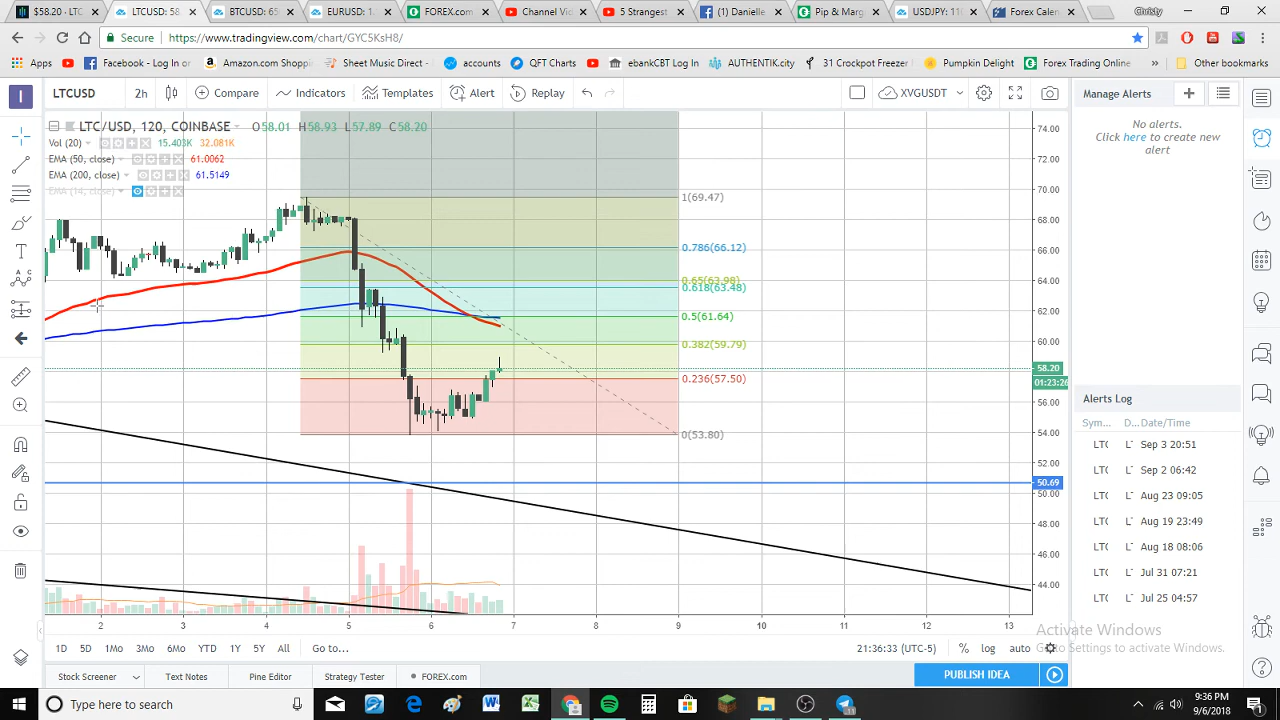 $58.20 - LI
LTCUSD: 58
BTCUSD: 65
EURUSD: 1.
FOREX.com
Channel Vid
5 Strangest
Danielle
Pip & Marg
USDJPY: 11
Forex Calen
Christy
Secure https://www.tradingview.com/chart/GYC5KsH8/
Apps
Facebook - Log In or
Amazon.com Shopping
Sheet Music Direct -
accounts
QFT Charts
ebankCBT Log In
AUTHENTIK.city
31 Crockpot Freezer
Pumpkin Delight
Forex Trading Online
Other bookmarks
LTCUSD 2h Compare Indicators Templates Alert Replay XVGUSDT
Manage Alerts
LTC/USD, 120, COINBASE O58.01 H58.93 L57.89 C58.20
Vol (20) 15.403K 32.081K
EMA (50, close) 61.0062
EMA (200, close) 61.5149
EMA (14, close)
No alerts.
Click here to create new
alert
1(69.47)
0.786(66.12)
0.65(63.98)
0.618(63.48)
0.5(61.64)
0.382(59.79)
0.236(57.50)
0(53.80)
74.00
72.00
70.00
68.00
66.00
64.00
62.00
60.00
58.20
01:23:26
56.00
54.00
52.00
50.69
50.00
48.00
46.00
44.00
Alerts Log
Sym... D... Date/Time
LTC Sep 3 20:51
LTC Sep 2 06:42
LTC Aug 23 09:05
LTC Aug 19 23:49
LTC Aug 18 08:06
LTC Jul 31 07:21
LTC Jul 25 04:57
2 3 4 5 6 7 8 9 10 11 12 13
Activate Windows
Go to Settings to activate Windows.
1D 5D 1Mo 3Mo 6Mo YTD 1Y 5Y All Go to...
21:36:33 (UTC-5) % log auto
Stock Screener Text Notes Pine Editor Strategy Tester FOREX.com
PUBLISH IDEA
Type here to search
9:36 PM
9/6/2018